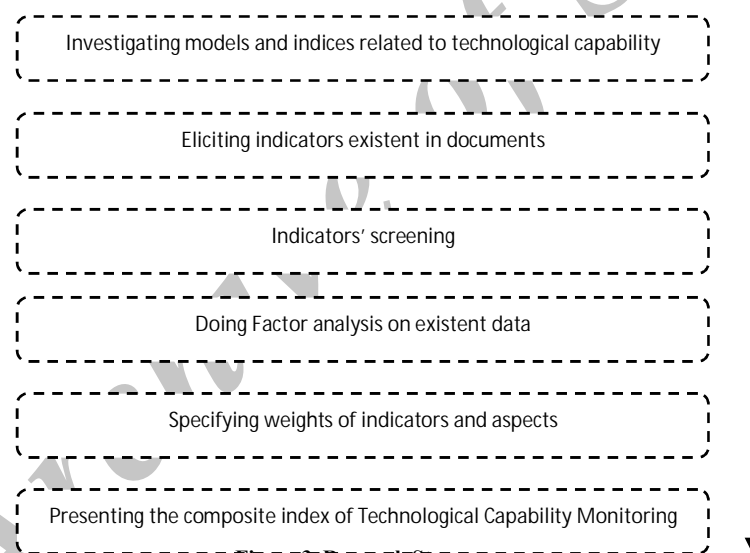 Investigating models and indices related to technological capability
Eliciting indicators existent in documents
Indicators' screening
Doing Factor analysis on existent data
Specifying weights of indicators and aspects
Presenting the composite index of Technological Capability Monitoring